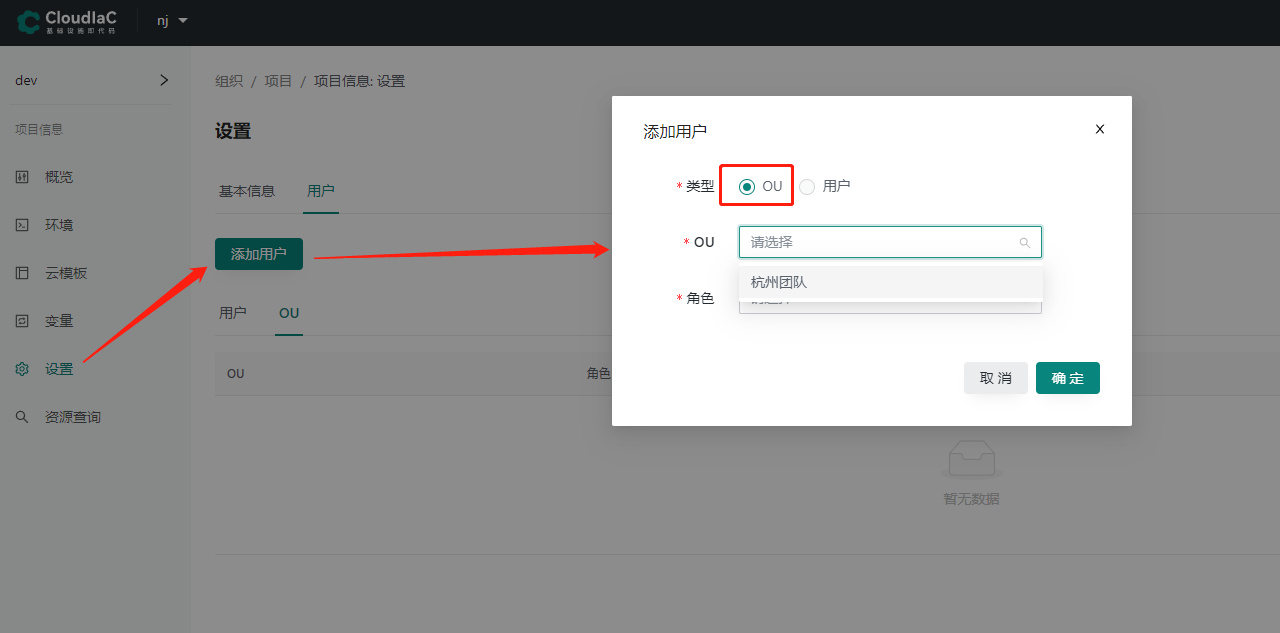 CloudIaC
基础设施即代码
nj
dev
项目信息
概览
环境
云模板
变量
设置
资源查询
组织 / 项目 / 项目信息: 设置
设置
基本信息 用户
添加用户
用户 OU
OU 角色
暂无数据
添加用户
* 类型 OU 用户
* OU 请选择
杭州团队
* 角色 请选择
取 消 确 定